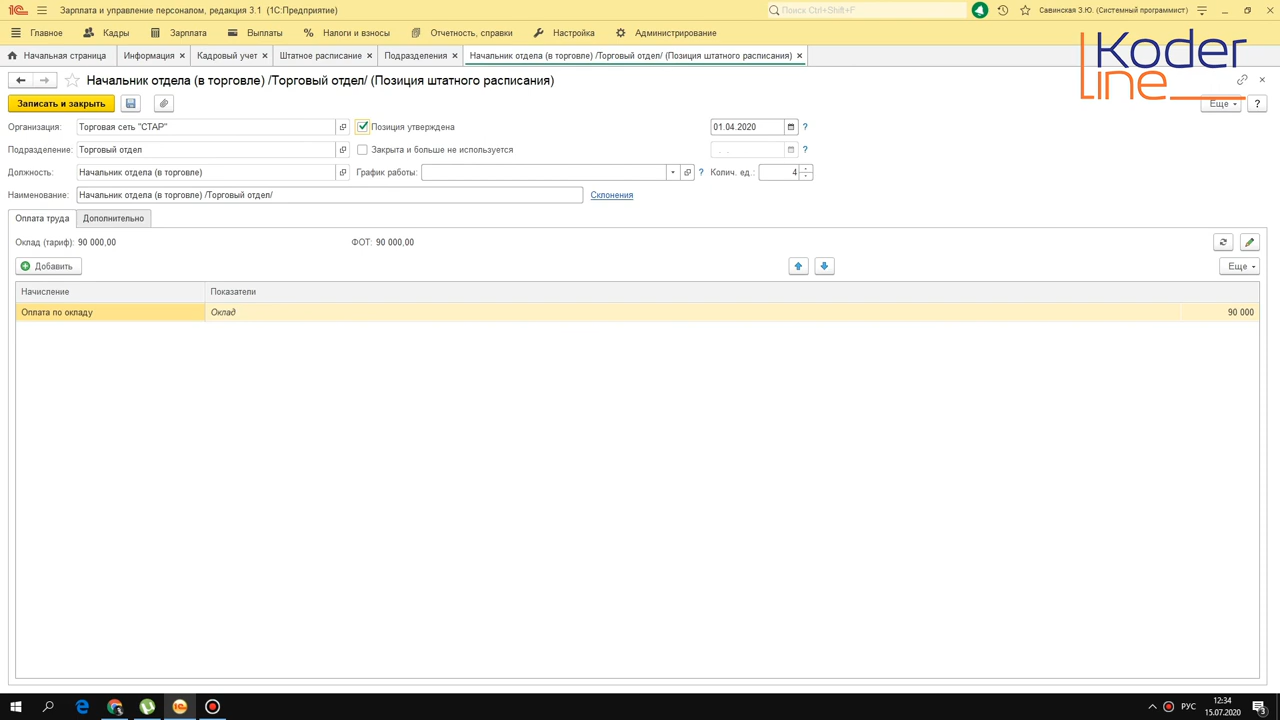 Зарплата и управление персоналом, редакция 3.1 (1С:Предприятие)
Поиск Ctrl+Shift+F
Савинская З.Ю. (Системный программист)
Главное
Кадры
Зарплата
Выплаты
Налоги и взносы
Отчетность, справки
Настройка
Администрирование
Начальная страница
Информация
Кадровый учет
Штатное расписание
Подразделения
Начальник отдела (в торговле) /Торговый отдел/ (Позиция штатного расписания)
Koder
line
Начальник отдела (в торговле) /Торговый отдел/ (Позиция штатного расписания)
Записать и закрыть
Еще
?
Организация: Торговая сеть "СТАР"
Позиция утверждена
01.04.2020
?
Подразделение: Торговый отдел
Закрыта и больше не используется
. .
?
Должность: Начальник отдела (в торговле)
График работы:
?
Колич. ед.: 4
Наименование: Начальник отдела (в торговле) /Торговый отдел/
Склонения
Оплата труда
Дополнительно
Оклад (тариф): 90 000,00
ФОТ: 90 000,00
Добавить
Еще
Начисление
Показатели
Оплата по окладу
Оклад
90 000
РУС
12:34
15.07.2020
3